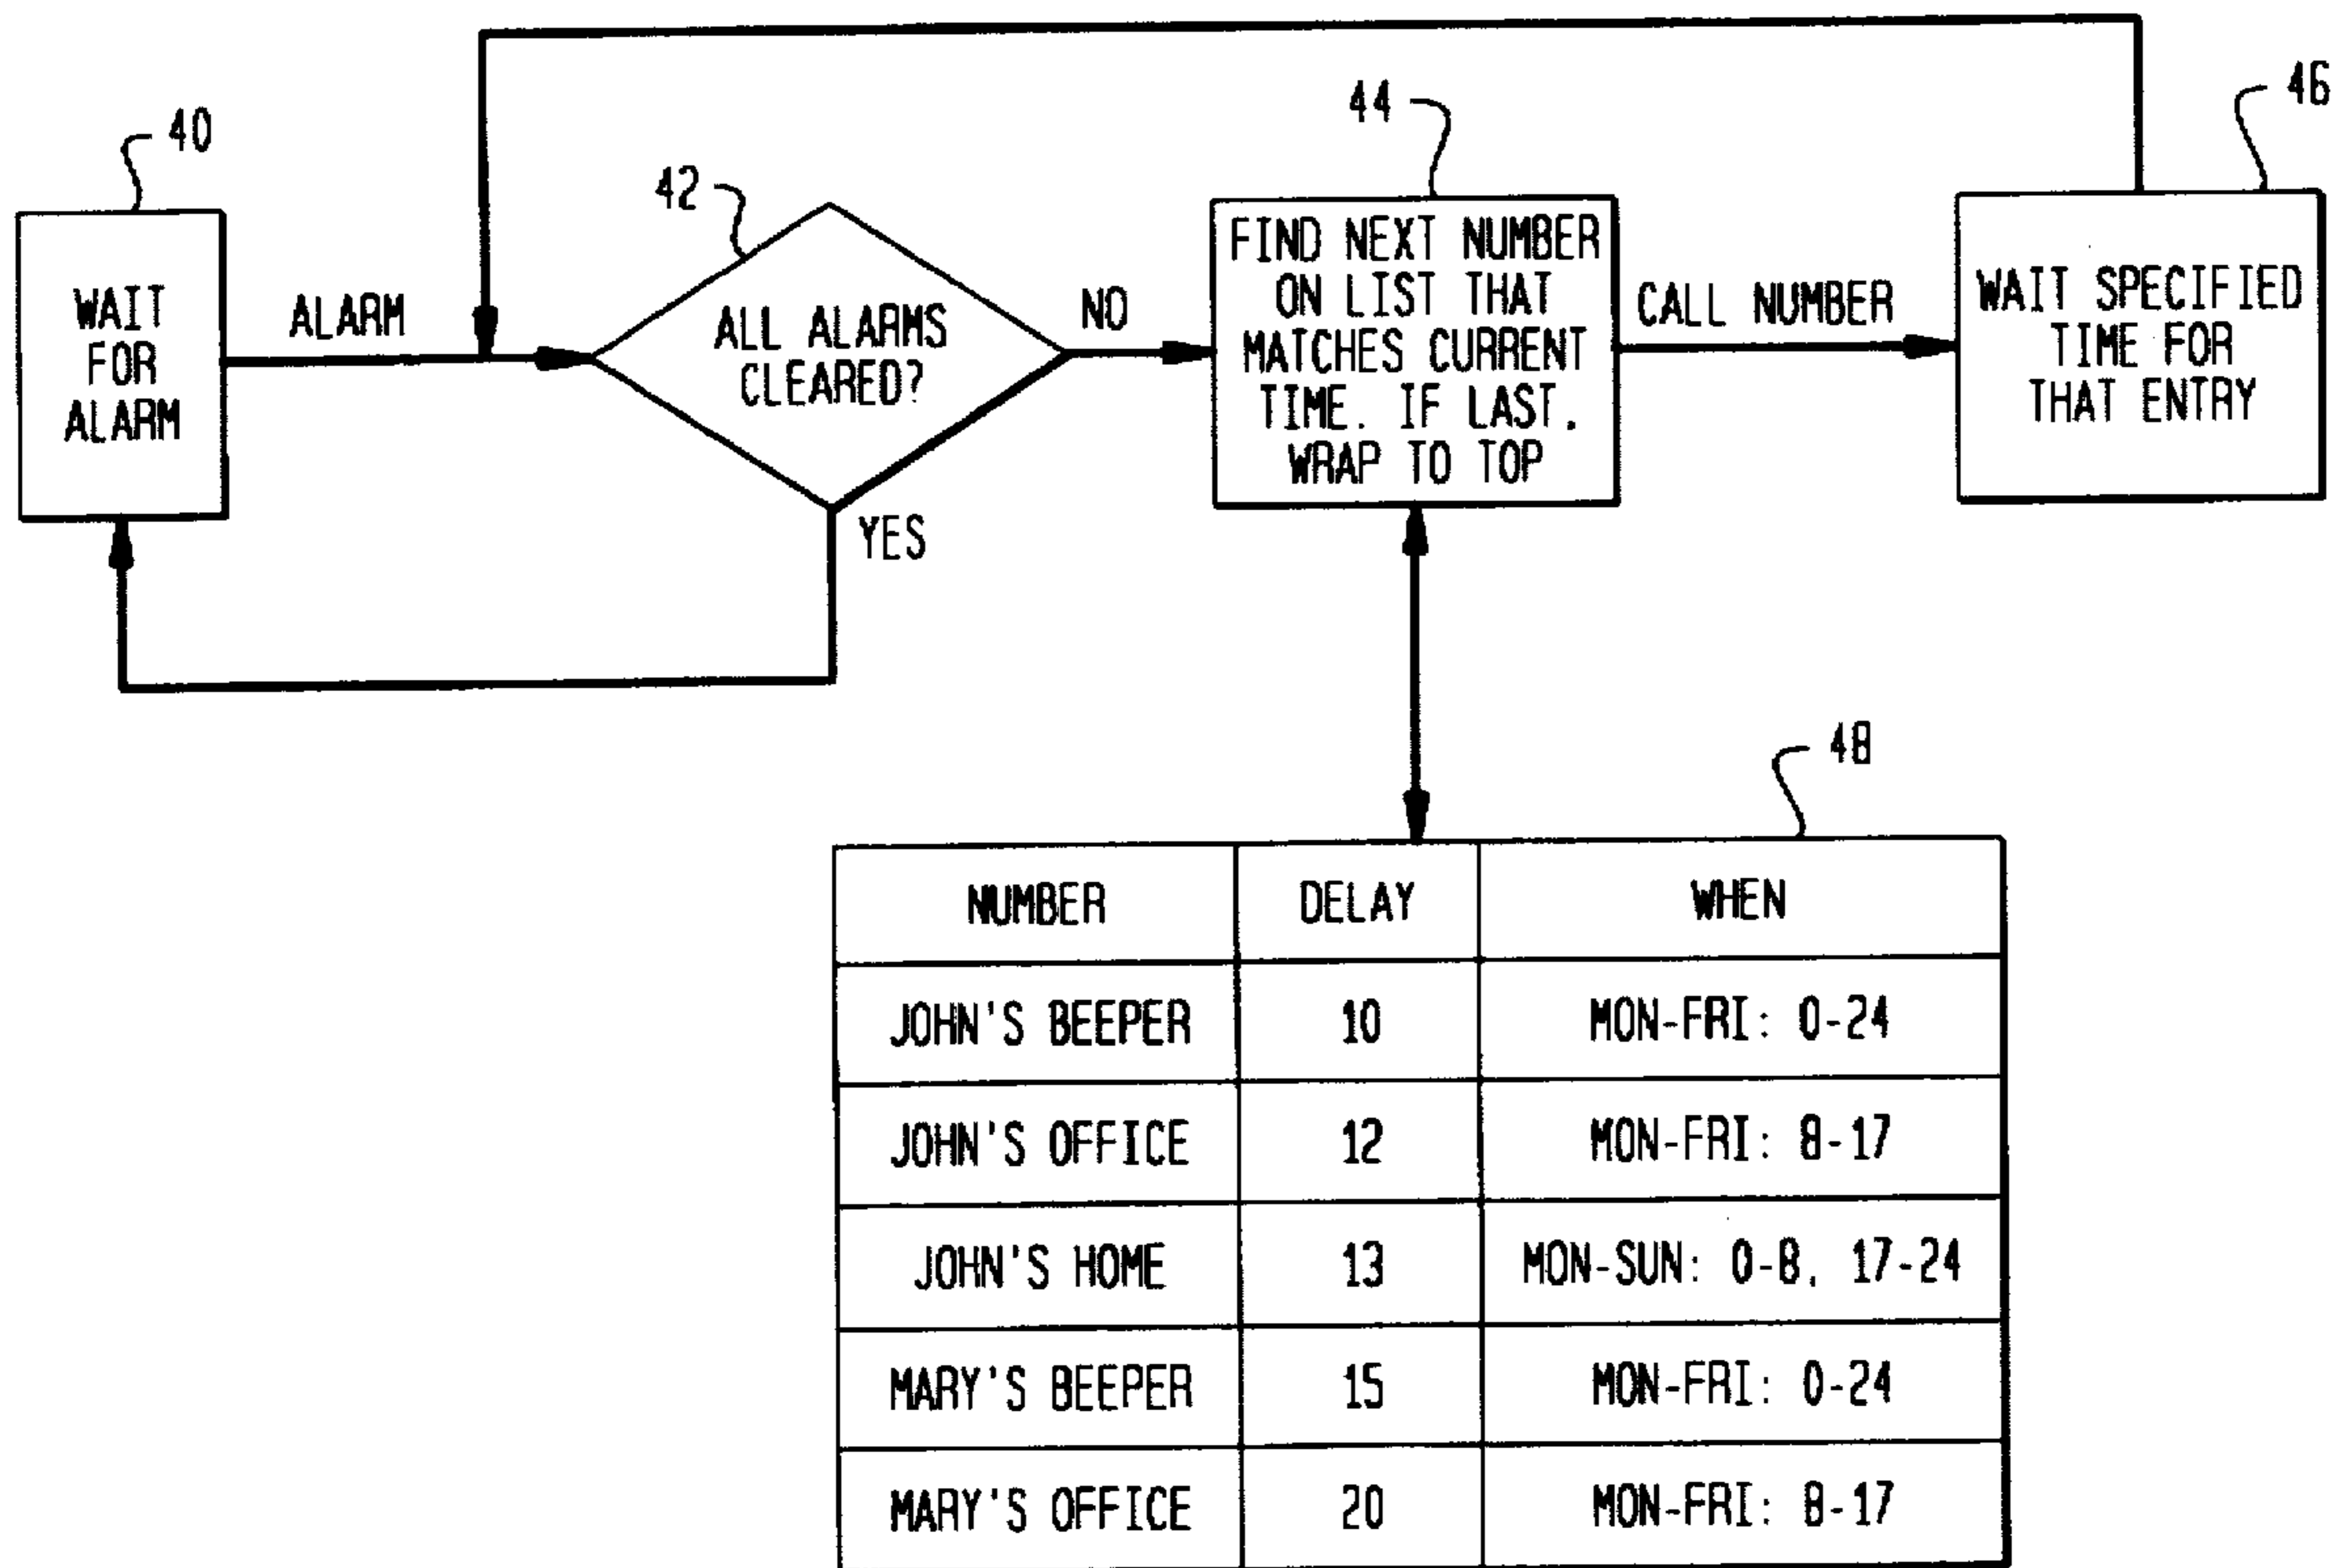 40
WAIT
FOR
ALARM
ALARM
42
ALL ALARMS
CLEARED?
NO
YES
44
FIND NEXT NUMBER
ON LIST THAT
MATCHES CURRENT
TIME. IF LAST,
WRAP TO TOP
CALL NUMBER
46
WAIT SPECIFIED
TIME FOR
THAT ENTRY
48
NUMBER DELAY WHEN
JOHN'S BEEPER 10 MON-FRI: 0-24
JOHN'S OFFICE 12 MON-FRI: 8-17
JOHN'S HOME 13 MON-SUN: 0-8, 17-24
MARY'S BEEPER 15 MON-FRI: 0-24
MARY'S OFFICE 20 MON-FRI: 8-17